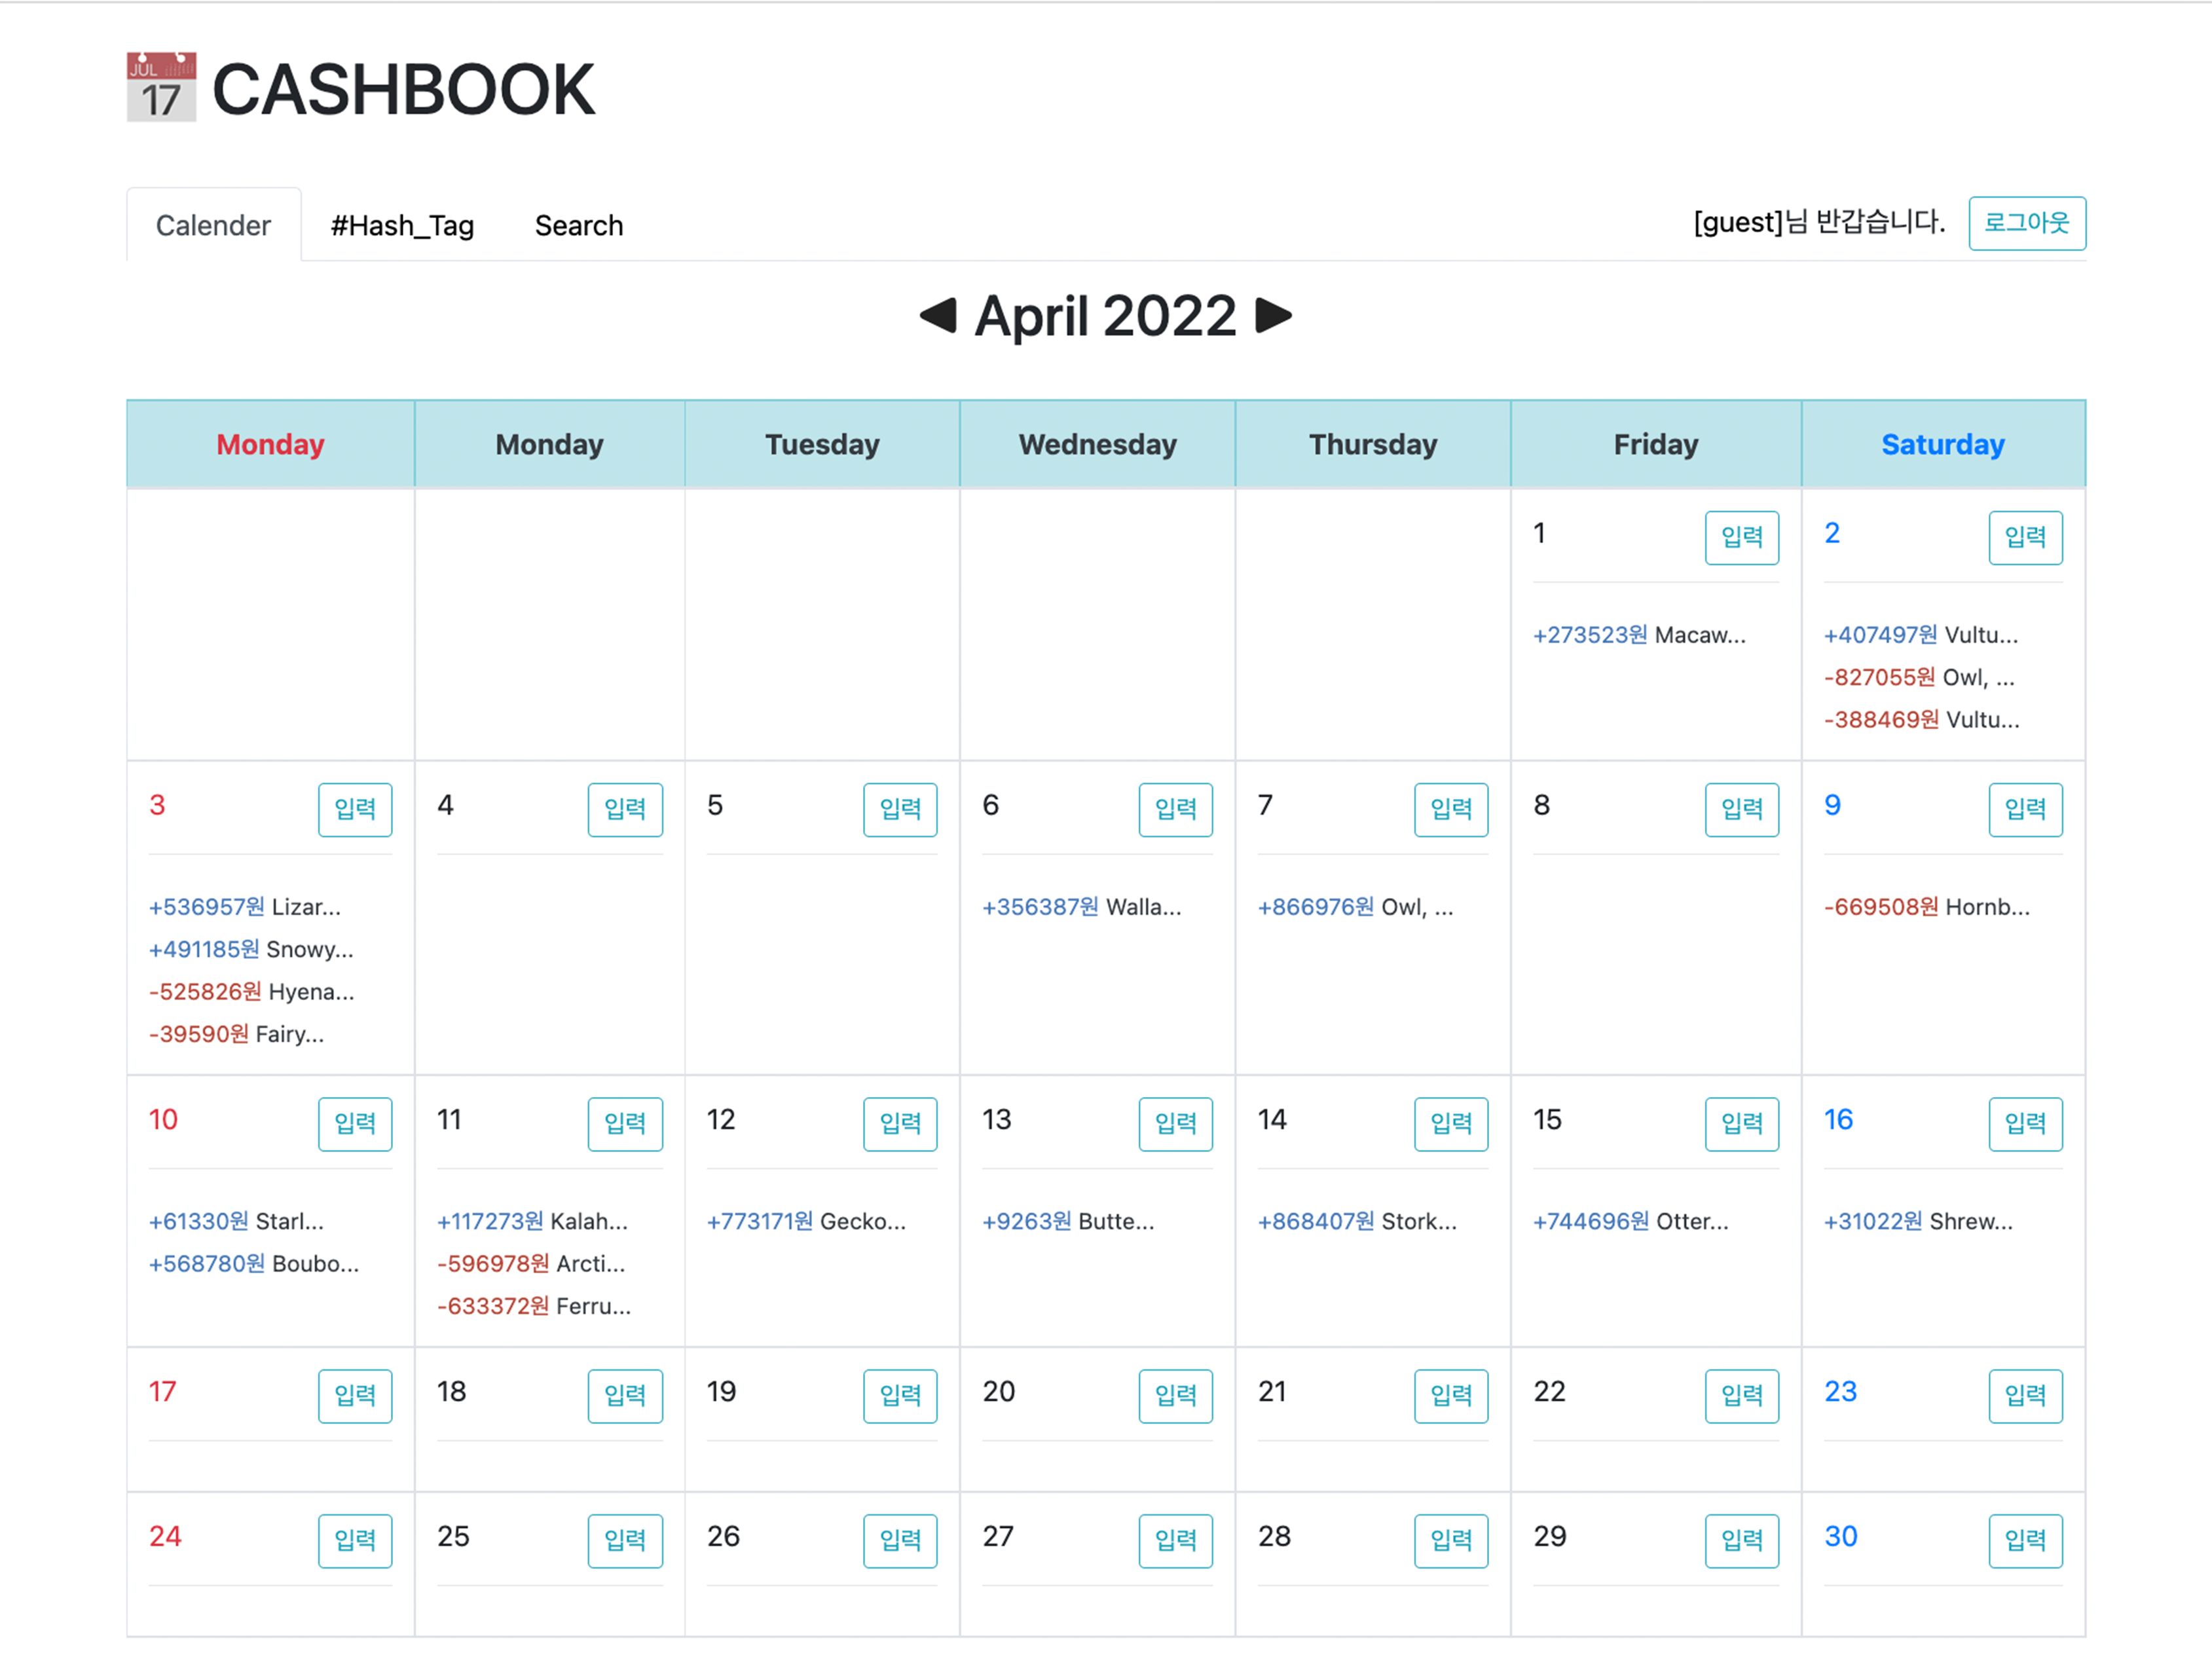 JUL
17
CASHBOOK
Calender #Hash_Tag Search [guest]님 반갑습니다. 로그아웃
◀ April 2022 ▶
Monday Monday Tuesday Wednesday Thursday Friday Saturday
1 입력 2 입력
+273523원 Macaw... +407497원 Vultu...
-827055원 Owl, ...
-388469원 Vultu...
3 입력 4 입력 5 입력 6 입력 7 입력 8 입력 9 입력
+536957원 Lizar... +356387원 Walla... +866976원 Owl, ... -669508원 Hornb...
+491185원 Snowy...
-525826원 Hyena...
-39590원 Fairy...
10 입력 11 입력 12 입력 13 입력 14 입력 15 입력 16 입력
+61330원 Starl... +117273원 Kalah... +773171원 Gecko... +9263원 Butte... +868407원 Stork... +744696원 Otter... +31022원 Shrew...
+568780원 Boubo... -596978원 Arcti...
-633372원 Ferru...
17 입력 18 입력 19 입력 20 입력 21 입력 22 입력 23 입력
24 입력 25 입력 26 입력 27 입력 28 입력 29 입력 30 입력